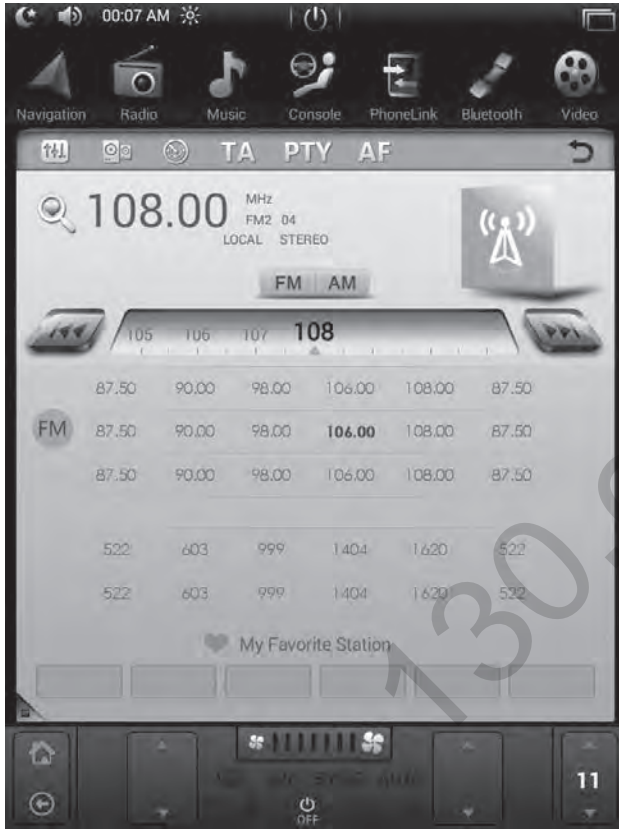 00:07 AM
Navigation Radio Music Console PhoneLink Bluetooth Video
TA PTY AF
108.00 MHz
FM2 04
LOCAL STEREO
FM AM
105 106 107 108
87.50 90.00 98.00 106.00 108.00 87.50
FM 87.50 90.00 98.00 106.00 108.00 87.50
87.50 90.00 98.00 106.00 108.00 87.50
522 603 999 1404 1620 522
522 603 999 1404 1620 522
My Favorite Station
11
OFF